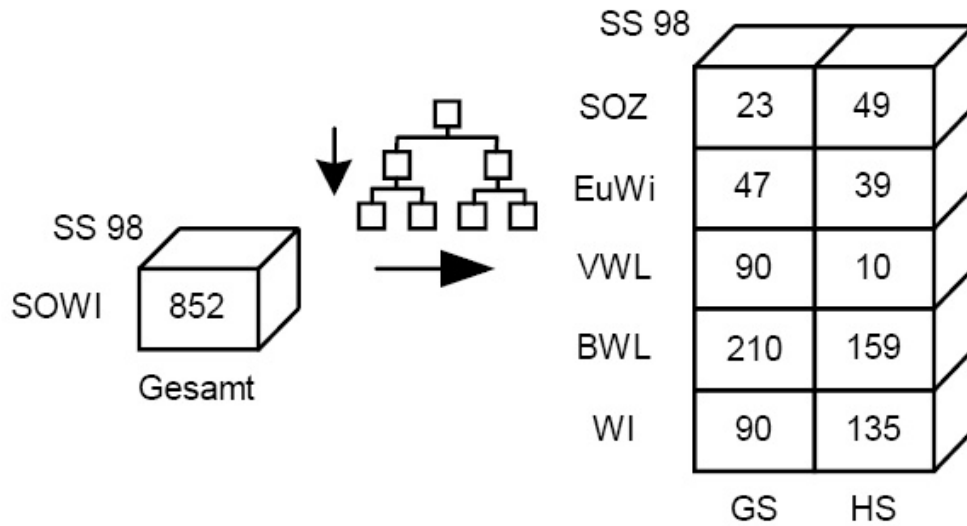 SS 98
SOWI 852
Gesamt
SS 98
SOZ 23 49
EuWi 47 39
VWL 90 10
BWL 210 159
WI 90 135
GS HS